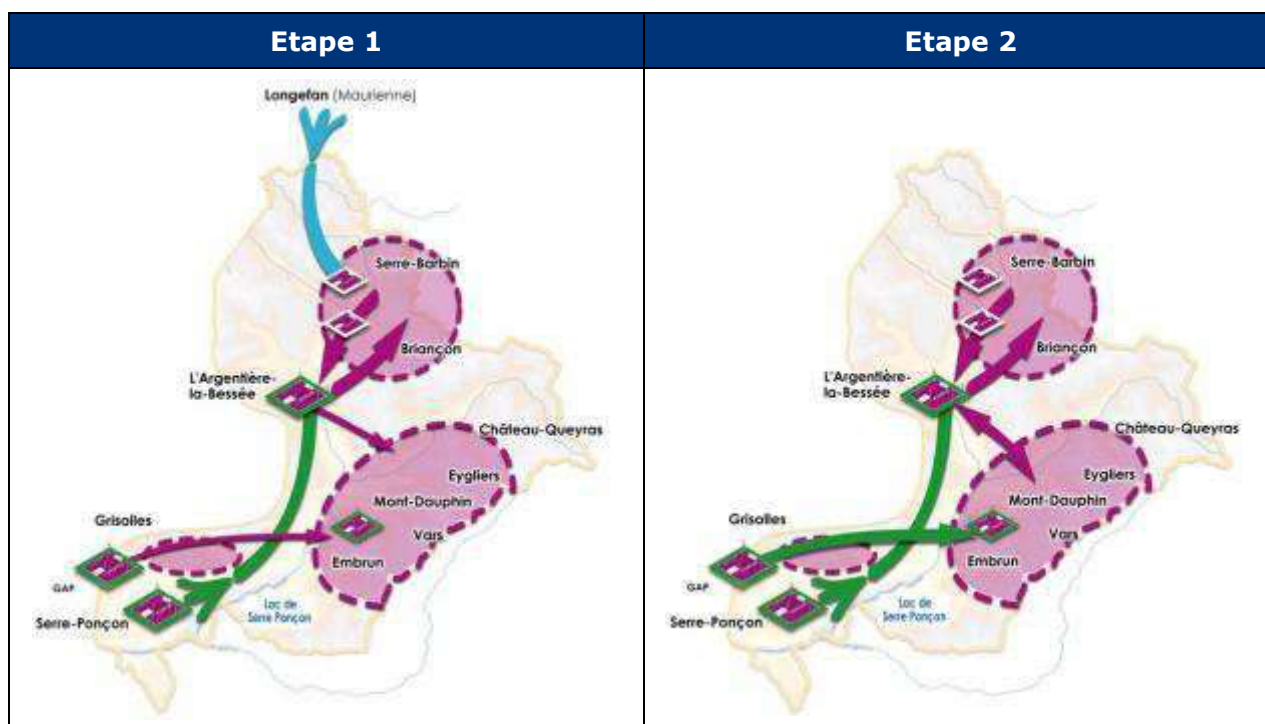 Etape 1
Longefan (Maurienne)
Serre-Barbin
Briançon
L'Argentière-
la-Bessée
Château-Queyras
Eygliers
Mont-Dauphin
Grisolles
Vars
Embrun
GAP
Lac de
Serre Ponçon
Serre-Ponçon
Etape 2
Serre-Barbin
Briançon
L'Argentière-
la-Bessée
Château-Queyras
Eygliers
Mont-Dauphin
Grisolles
Vars
Embrun
GAP
Lac de
Serre Ponçon
Serre-Ponçon